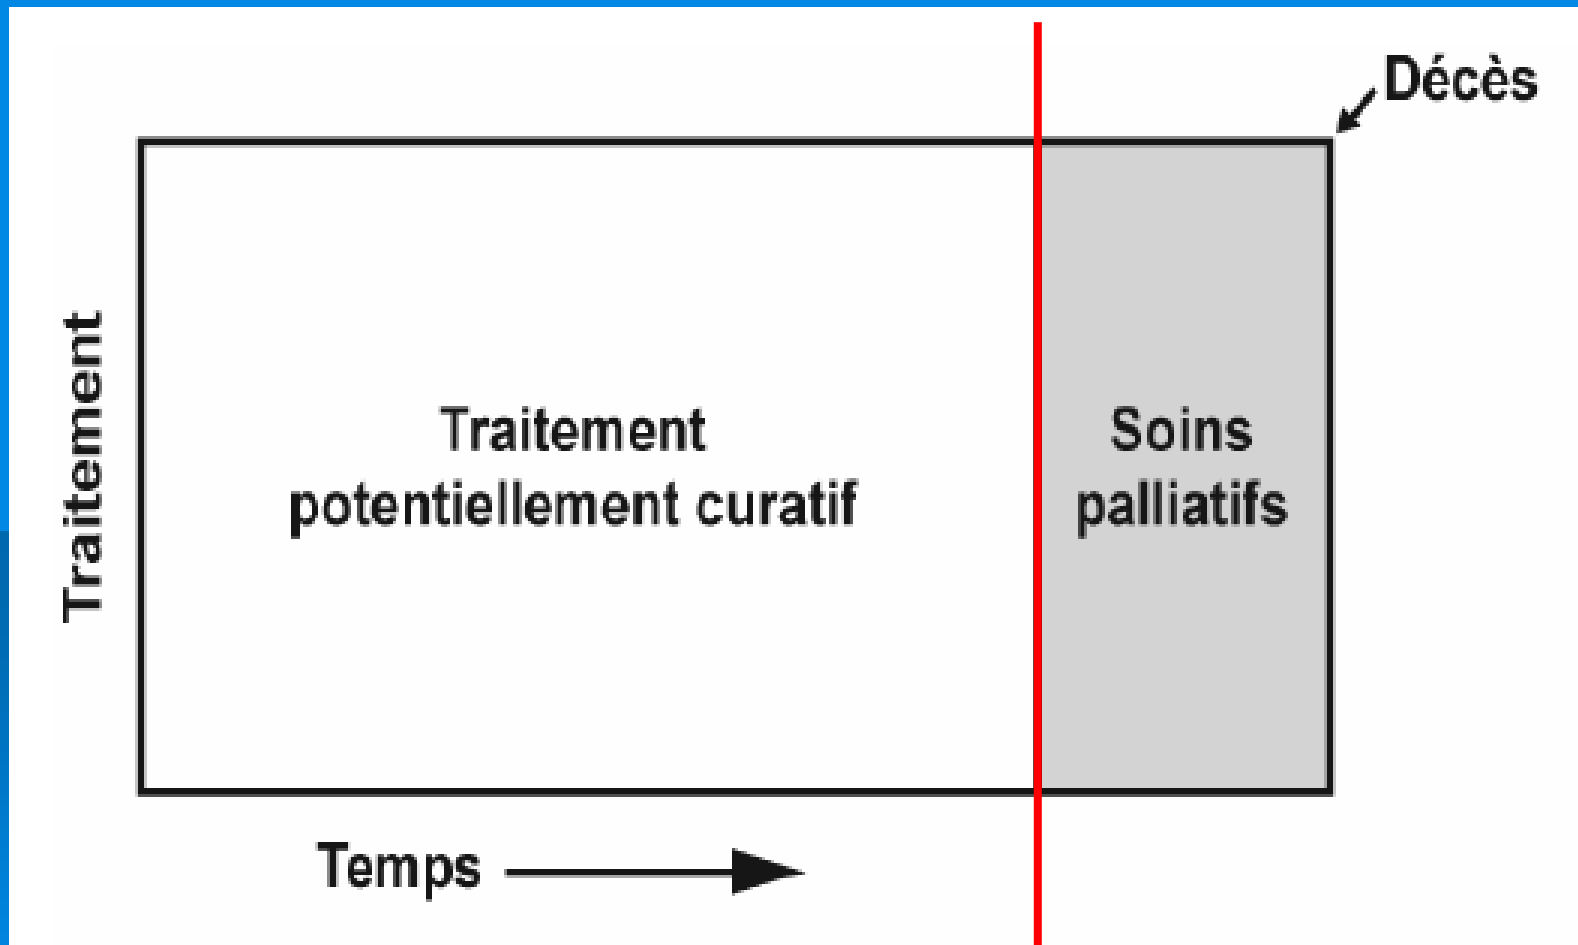 Décès
Traitement
Traitement
potentiellement curatif
Soins
palliatifs
Temps